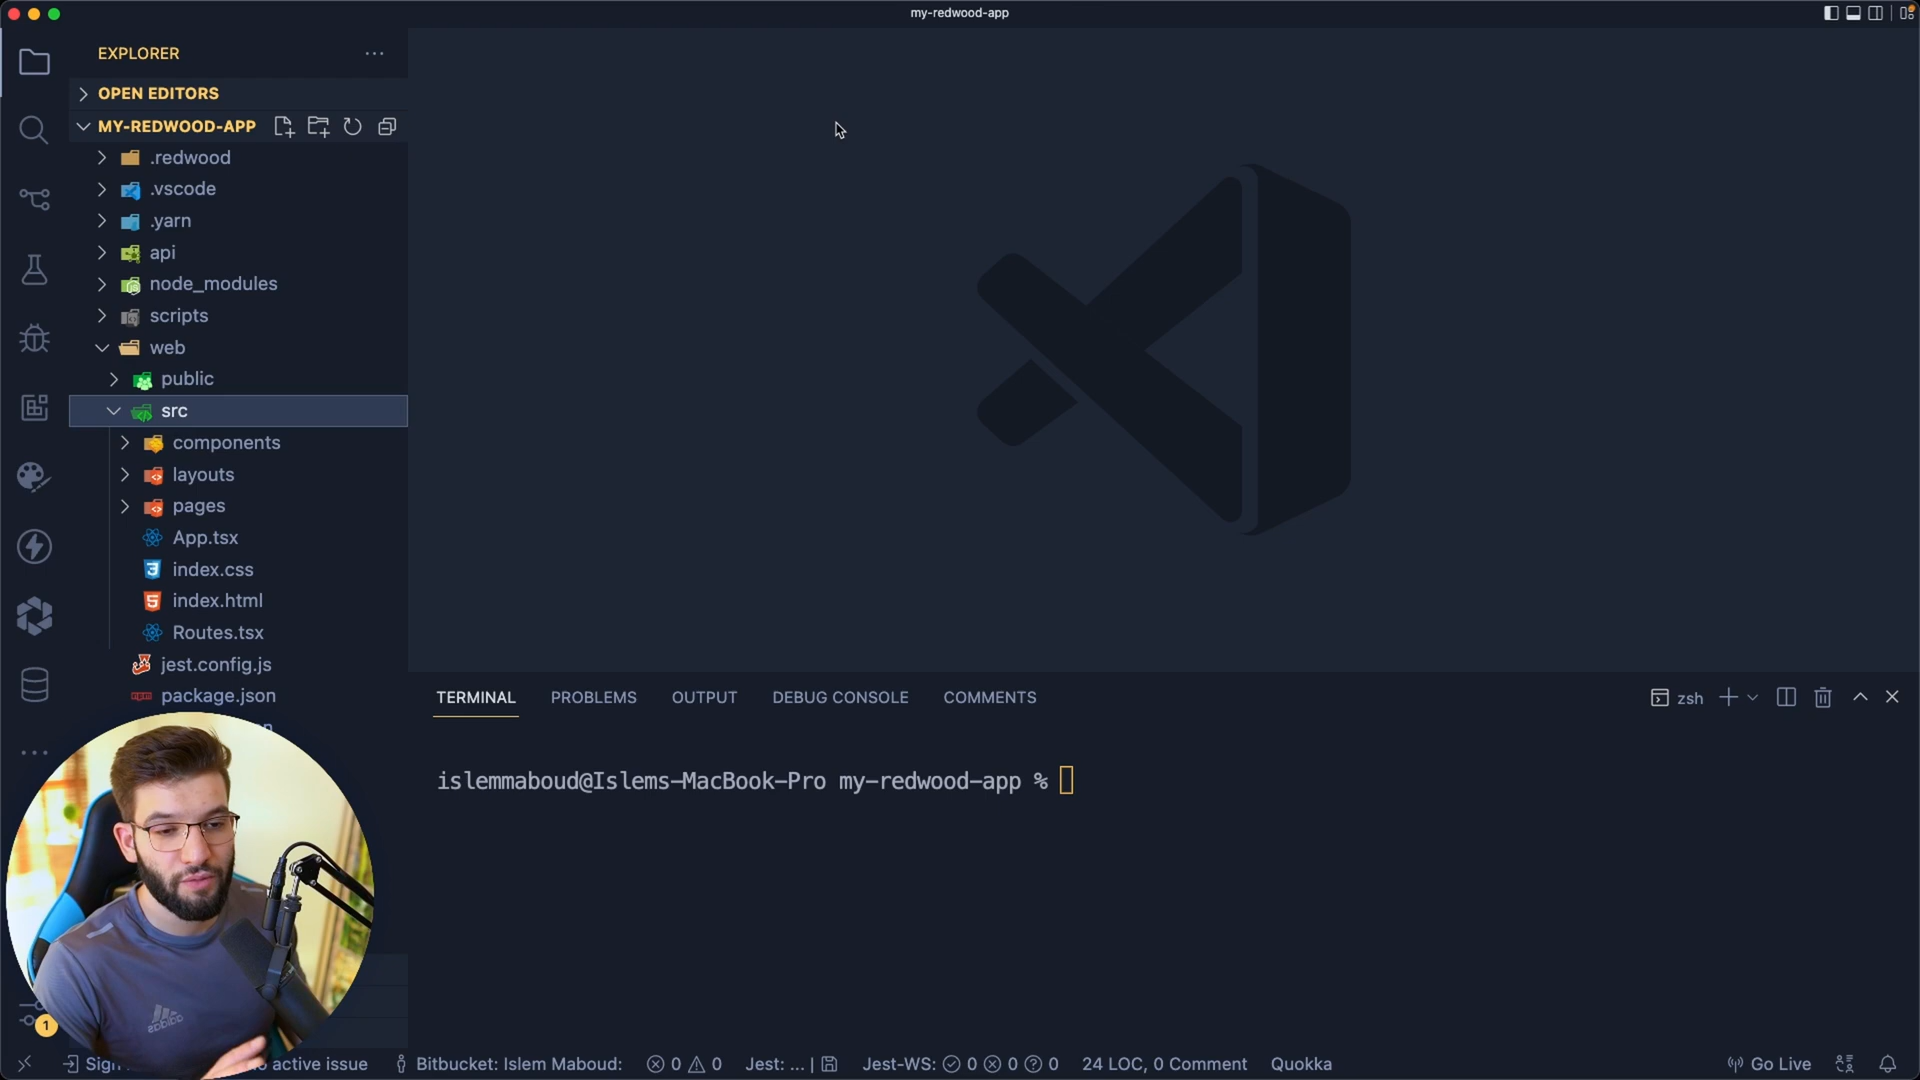 my-redwood-app
EXPLORER
OPEN EDITORS
MY-REDWOOD-APP
.redwood
.vscode
.yarn
api
node_modules
scripts
web
public
src
components
layouts
pages
App.tsx
index.css
index.html
Routes.tsx
jest.config.js
package.json
TERMINAL PROBLEMS OUTPUT DEBUG CONSOLE COMMENTS
zsh
islemmaboud@Islems-MacBook-Pro my-redwood-app %
adidas
1
active issue Bitbucket: Islem Maboud: 0 0 Jest: ... | Jest-WS: 0 0 0 24 LOC, 0 Comment Quokka Go Live